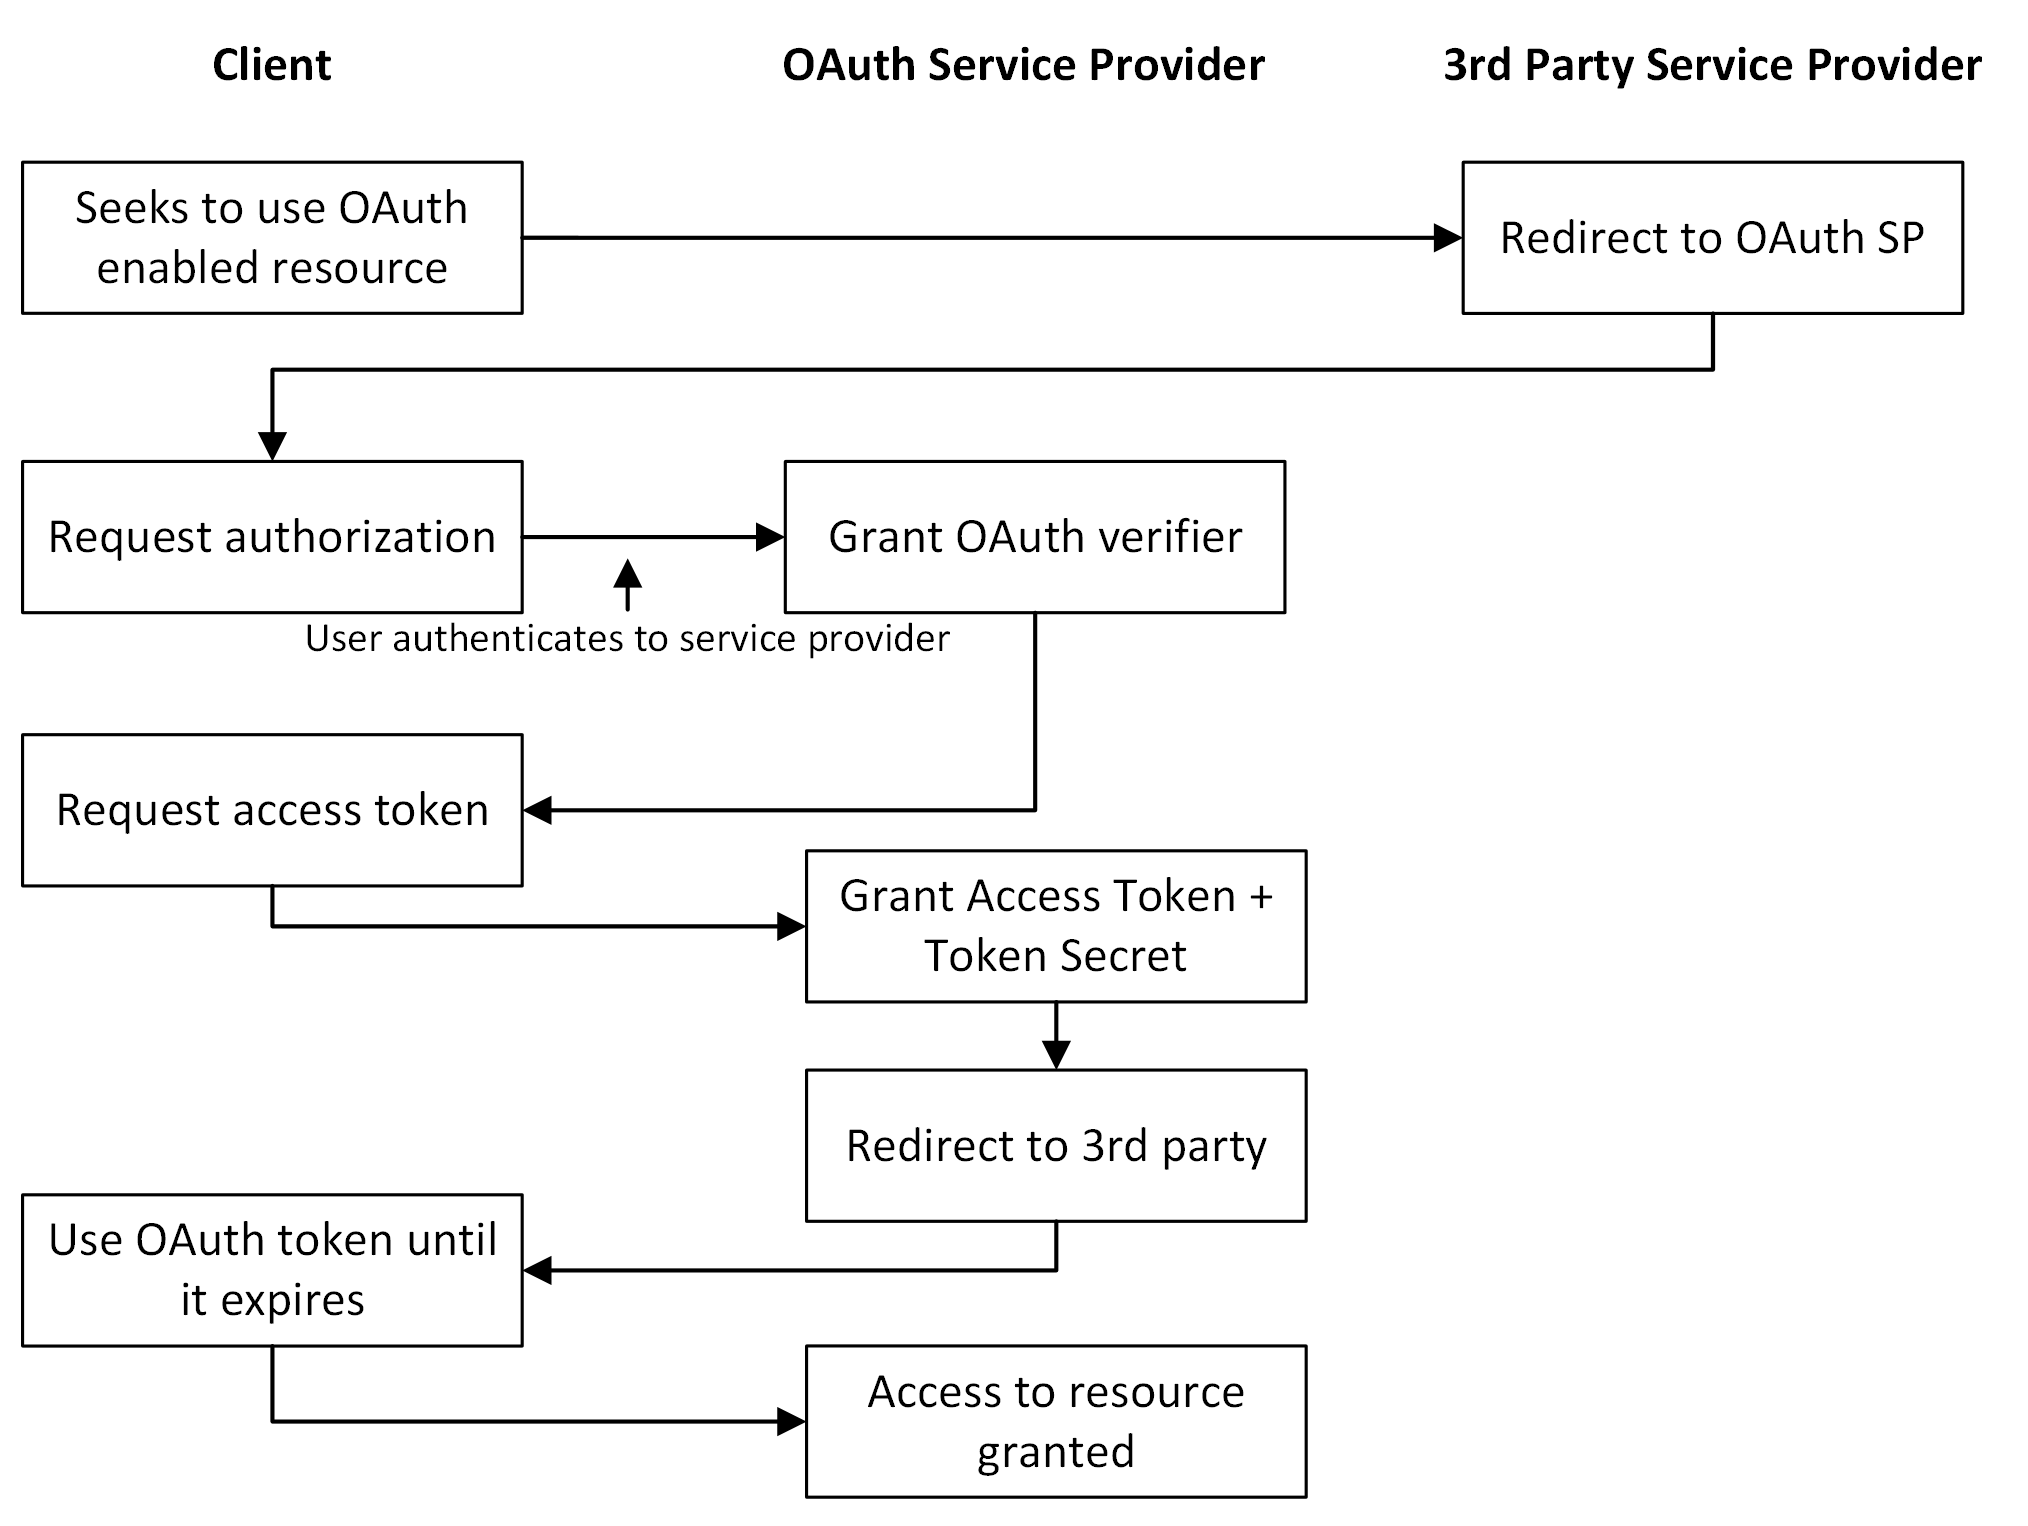 Client
OAuth Service Provider
3rd Party Service Provider
Seeks to use OAuth
enabled resource
Redirect to OAuth SP
Request authorization
Grant OAuth verifier
User authenticates to service provider
Request access token
Grant Access Token +
Token Secret
Redirect to 3rd party
Use OAuth token until
it expires
Access to resource
granted